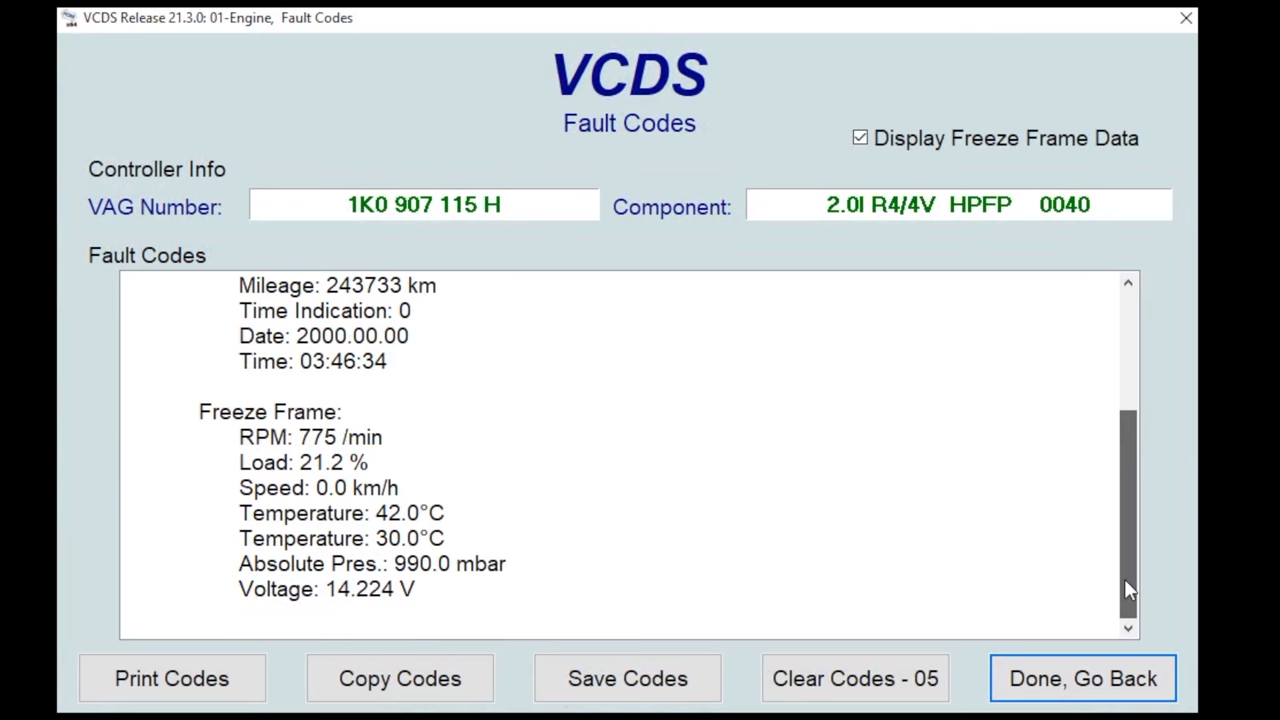 VCDS Release 21.3.0: 01-Engine, Fault Codes
VCDS
Fault Codes
Display Freeze Frame Data
Controller Info
VAG Number: 1K0 907 115 H Component: 2.0l R4/4V HPFP 0040
Fault Codes
Mileage: 243733 km
Time Indication: 0
Date: 2000.00.00
Time: 03:46:34
Freeze Frame:
RPM: 775 /min
Load: 21.2 %
Speed: 0.0 km/h
Temperature: 42.0°C
Temperature: 30.0°C
Absolute Pres.: 990.0 mbar
Voltage: 14.224 V
Print Codes Copy Codes Save Codes Clear Codes - 05 Done, Go Back